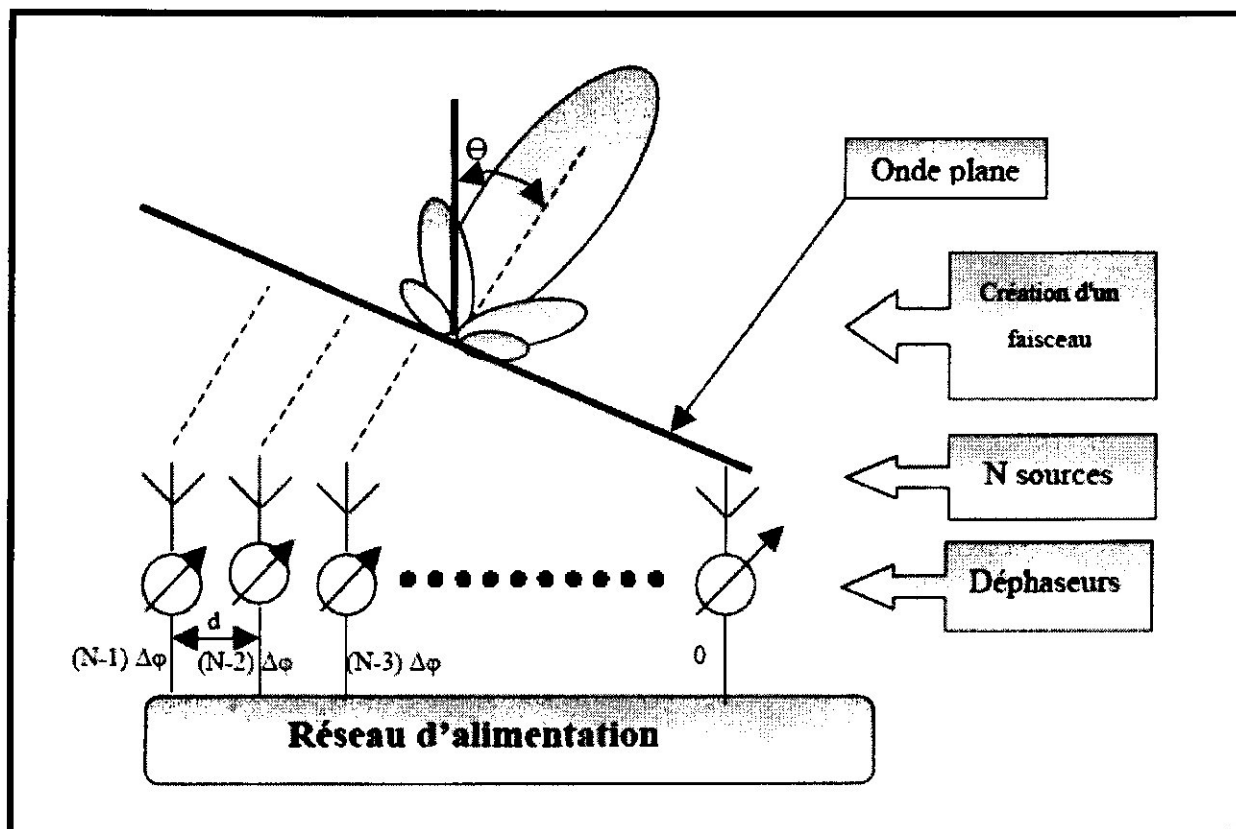 Θ
Onde plane
Création d'un
faisceau
N sources
Déphaseurs
d
(N-1) Δφ
(N-2) Δφ
(N-3) Δφ
0
Réseau d'alimentation